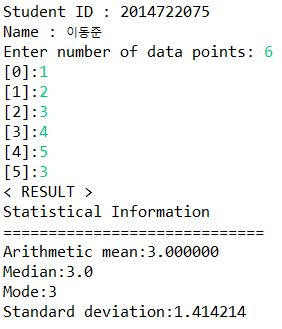 Student ID : 2014722075
Name : 이동준
Enter number of data points: 6
[0]:1
[1]:2
[2]:3
[3]:4
[4]:5
[5]:3
< RESULT >
Statistical Information
=============================
Arithmetic mean:3.000000
Median:3.0
Mode:3
Standard deviation:1.414214